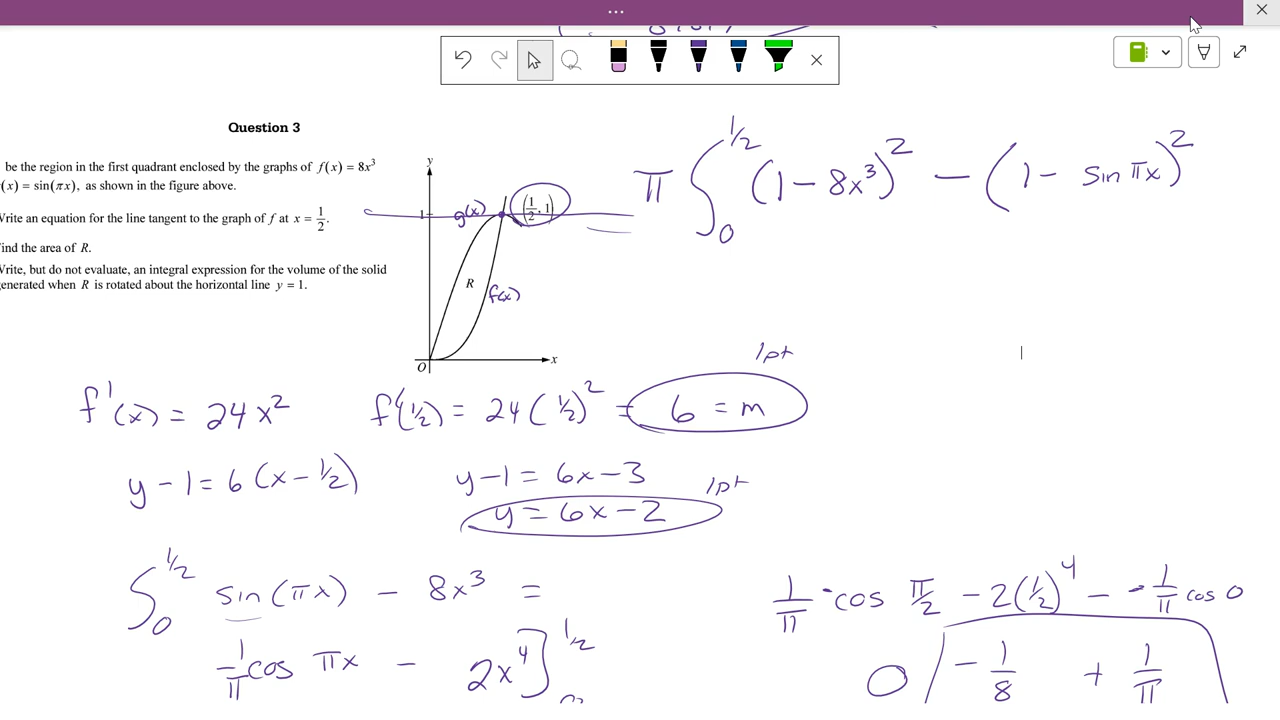 Question 3
be the region in the first quadrant enclosed by the graphs of f(x) = 8x³
(x) = sin(πx), as shown in the figure above.
Write an equation for the line tangent to the graph of f at x = 1/2.
Find the area of R.
Write, but do not evaluate, an integral expression for the volume of the solid
generated when R is rotated about the horizontal line y = 1.
y
1
g(x)
(1/2, 1)
R
f(x)
O
x
π ∫₀^{1/2} (1 − 8x³)² − (1 − sin πx)²
1pt
f'(x) = 24x²
f'(1/2) = 24(1/2)² = 6 = m
y − 1 = 6(x − 1/2)
y − 1 = 6x − 3
1pt
y = 6x − 2
∫₀^{1/2} sin(πx) − 8x³ =
−1/π cos πx − 2x⁴ ]^{1/2}
1/π · cos π/2 − 2(1/2)⁴ − −1/π cos 0
0 − 1/8 + 1/π